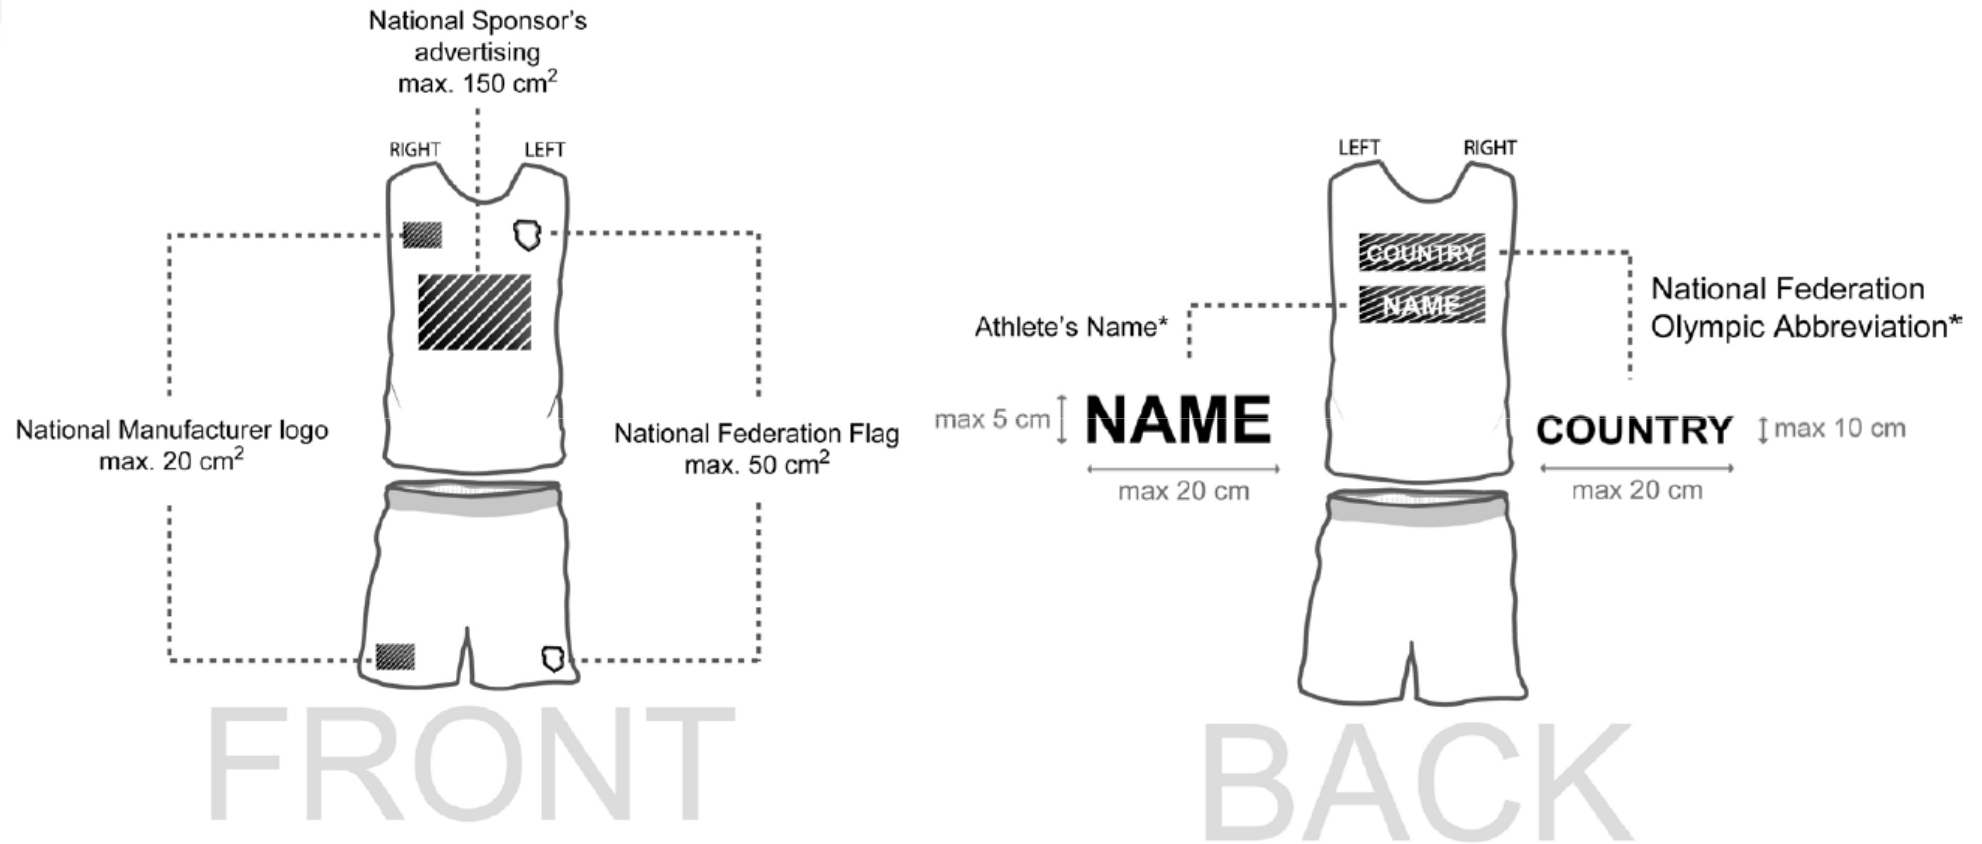 National Sponsor's
advertising
max. 150 cm²
RIGHT LEFT
National Manufacturer logo
max. 20 cm²
National Federation Flag
max. 50 cm²
FRONT
LEFT RIGHT
COUNTRY
NAME
Athlete's Name*
National Federation
Olympic Abbreviation*
max 5 cm
NAME
max 20 cm
COUNTRY
max 10 cm
max 20 cm
BACK